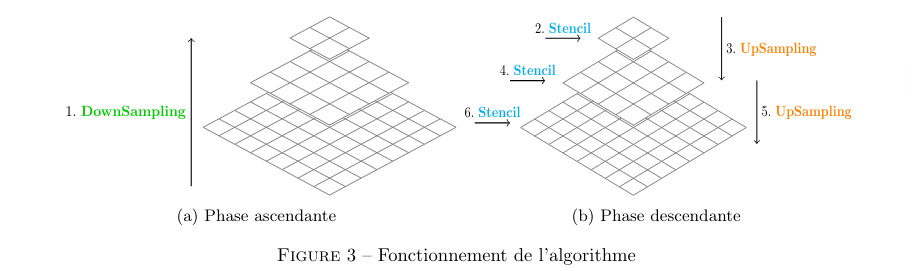 1. DownSampling
(a) Phase ascendante
2. Stencil
3. UpSampling
4. Stencil
5. UpSampling
6. Stencil
(b) Phase descendante
FIGURE 3 – Fonctionnement de l'algorithme